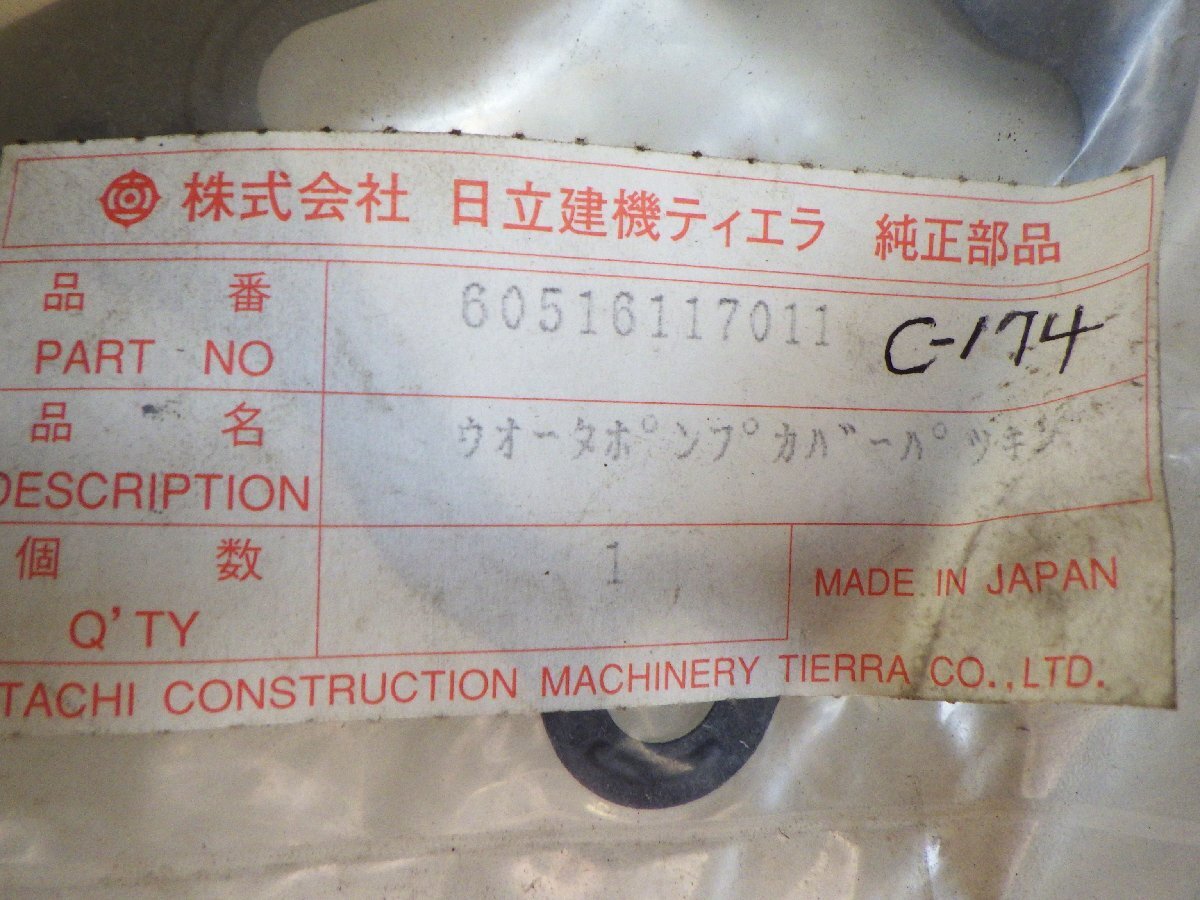 株式会社 日立建機ティエラ 純正部品
品番 60516117011 C-174
PART NO
品名 ウオータポンプカバーパツキン
DESCRIPTION
個数 1
Q'TY
MADE IN JAPAN
TACHI CONSTRUCTION MACHINERY TIERRA CO.,LTD.